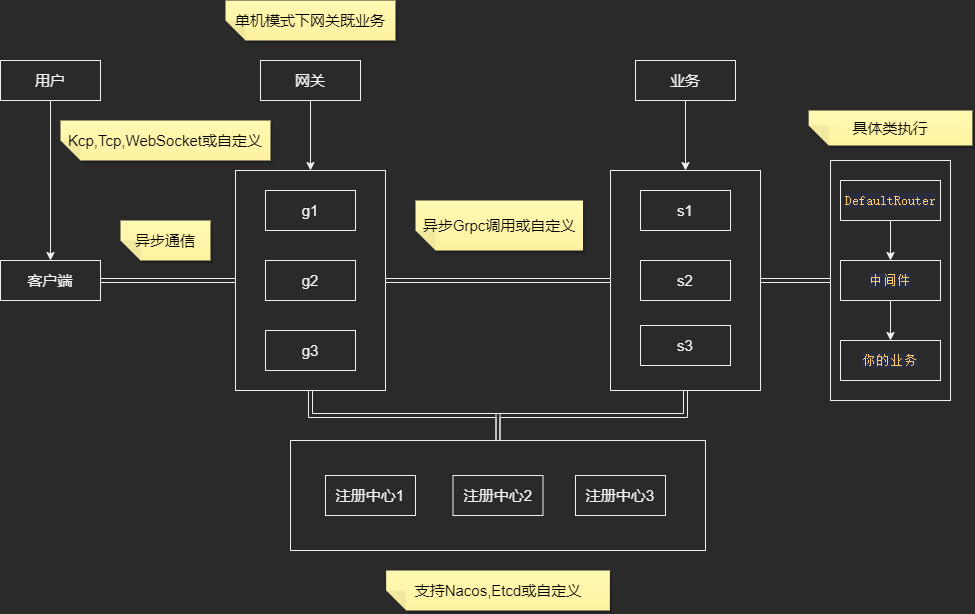 单机模式下网关既业务
用户
网关
业务
Kcp,Tcp,WebSocket或自定义
具体类执行
g1
s1
DefaultRouter
异步通信
异步Grpc调用或自定义
客户端
g2
s2
中间件
g3
s3
你的业务
注册中心1
注册中心2
注册中心3
支持Nacos,Etcd或自定义